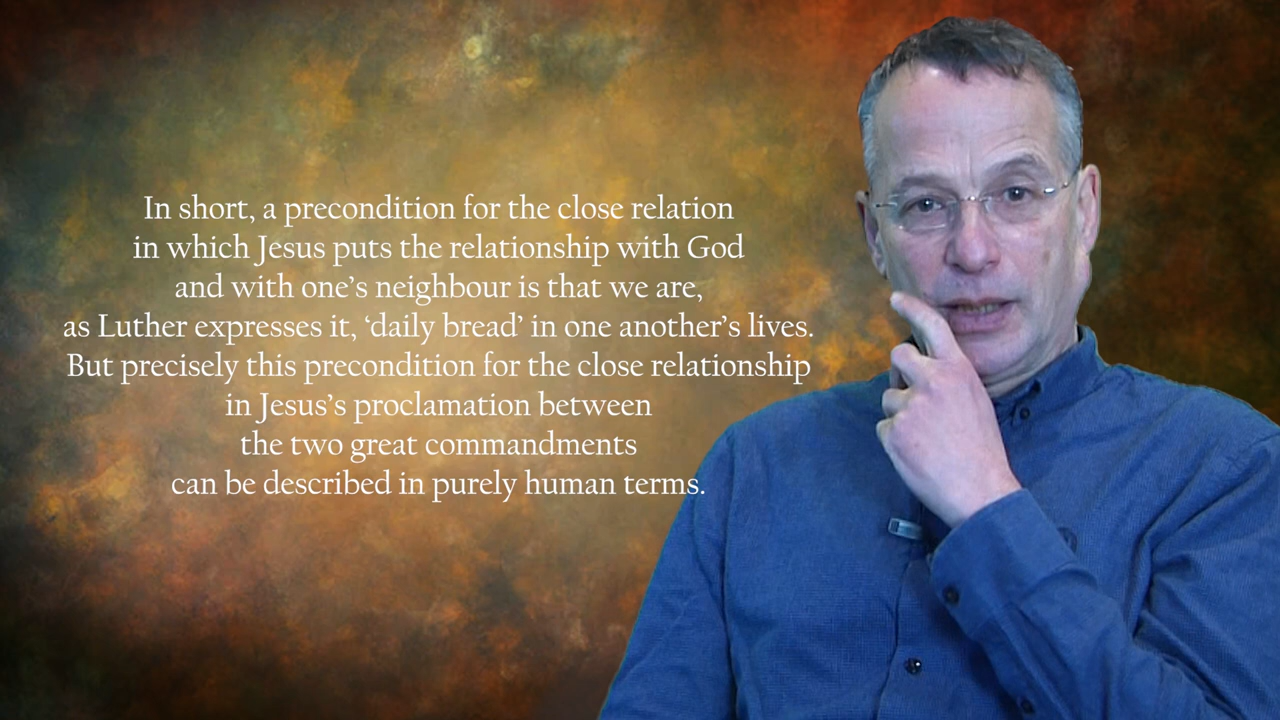 In short, a precondition for the close relation
in which Jesus puts the relationship with God
and with one’s neighbour is that we are,
as Luther expresses it, ‘daily bread’ in one another’s lives.
But precisely this precondition for the close relationship
in Jesus’s proclamation between
the two great commandments
can be described in purely human terms.